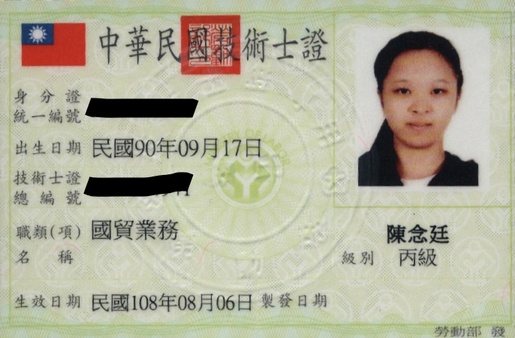 中華民國技術士證
身分證
統一編號
出生日期 民國90年09月17日
技術士證
總編號
職類(項) 國貿業務
名稱
陳念廷
級別 丙級
生效日期 民國108年08月06日 製發日期
勞動部 發